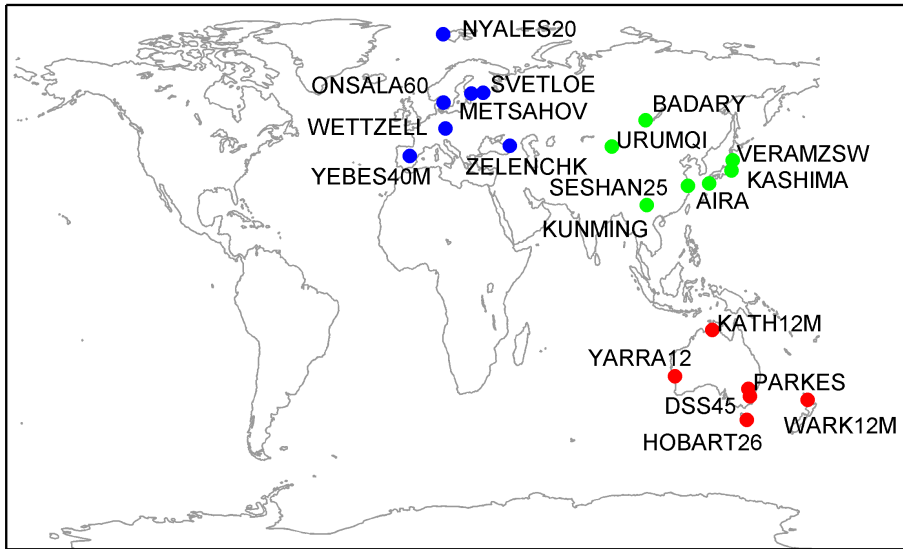 NYALES20
ONSALA60
SVETLOE
METSAHOV
BADARY
WETTZELL
URUMQI
VERAMZSW
ZELENCHK
YEBES40M
KASHIMA
SESHAN25
AIRA
KUNMING
KATH12M
YARRA12
PARKES
DSS45
WARK12M
HOBART26